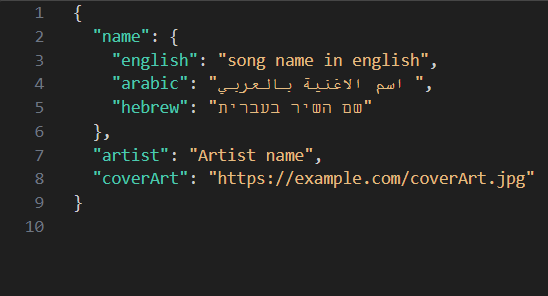 1 {
2 "name": {
3 "english": "song name in english",
4 "arabic": "اسم الاغنية بالعربي ",
5 "hebrew": "שם השיר בעברית"
6 },
7 "artist": "Artist name",
8 "coverArt": "https://example.com/coverArt.jpg"
9 }
10